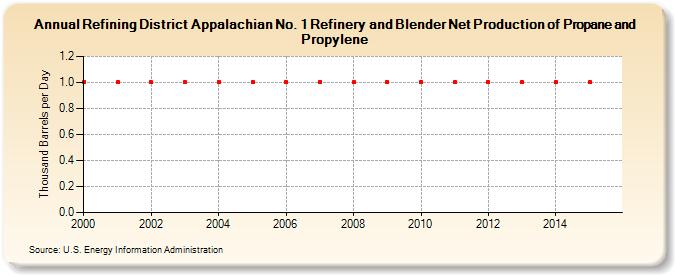 Annual Refining District Appalachian No. 1 Refinery and Blender Net Production of Propane and
Propylene
Thousand Barrels per Day
1.2
1.0
0.8
0.6
0.4
0.2
0.0
2000 2002 2004 2006 2008 2010 2012 2014
Source: U.S. Energy Information Administration